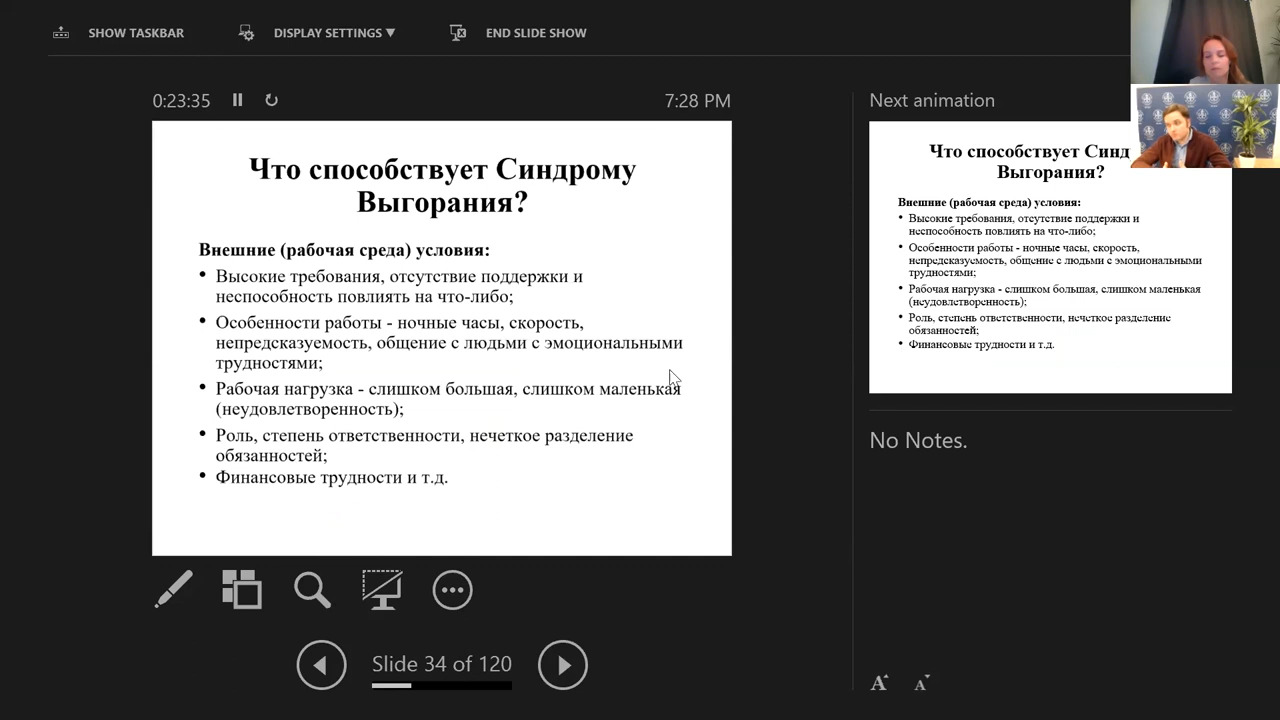 SHOW TASKBAR
DISPLAY SETTINGS ▼
END SLIDE SHOW
0:23:35
7:28 PM
Что способствует Синдрому
Выгорания?
Внешние (рабочая среда) условия:
• Высокие требования, отсутствие поддержки и
неспособность повлиять на что-либо;
• Особенности работы - ночные часы, скорость,
непредсказуемость, общение с людьми с эмоциональными
трудностями;
• Рабочая нагрузка - слишком большая, слишком маленькая
(неудовлетворенность);
• Роль, степень ответственности, нечеткое разделение
обязанностей;
• Финансовые трудности и т.д.
Slide 34 of 120
Next animation
Что способствует Синд
Выгорания?
Внешние (рабочая среда) условия:
• Высокие требования, отсутствие поддержки и
неспособность повлиять на что-либо;
• Особенности работы - ночные часы, скорость,
непредсказуемость, общение с людьми с эмоциональными
трудностями;
• Рабочая нагрузка - слишком большая, слишком маленькая
(неудовлетворенность);
• Роль, степень ответственности, нечеткое разделение
обязанностей;
• Финансовые трудности и т.д.
No Notes.
A A